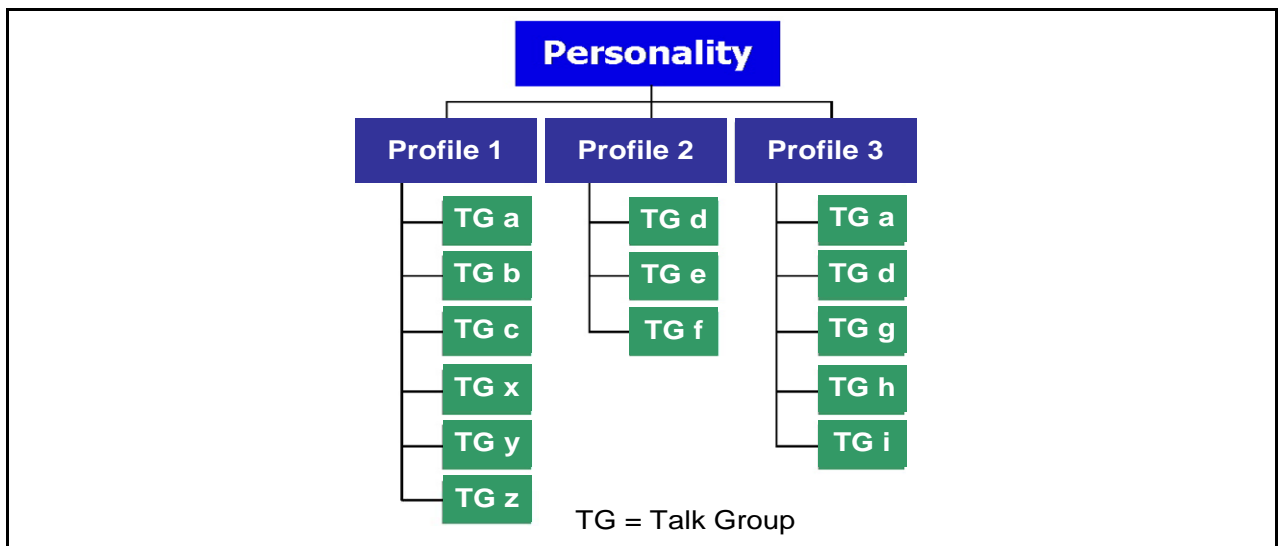 Personality
Profile 1
Profile 2
Profile 3
TG a
TG b
TG c
TG x
TG y
TG z
TG d
TG e
TG f
TG a
TG d
TG g
TG h
TG i
TG = Talk Group